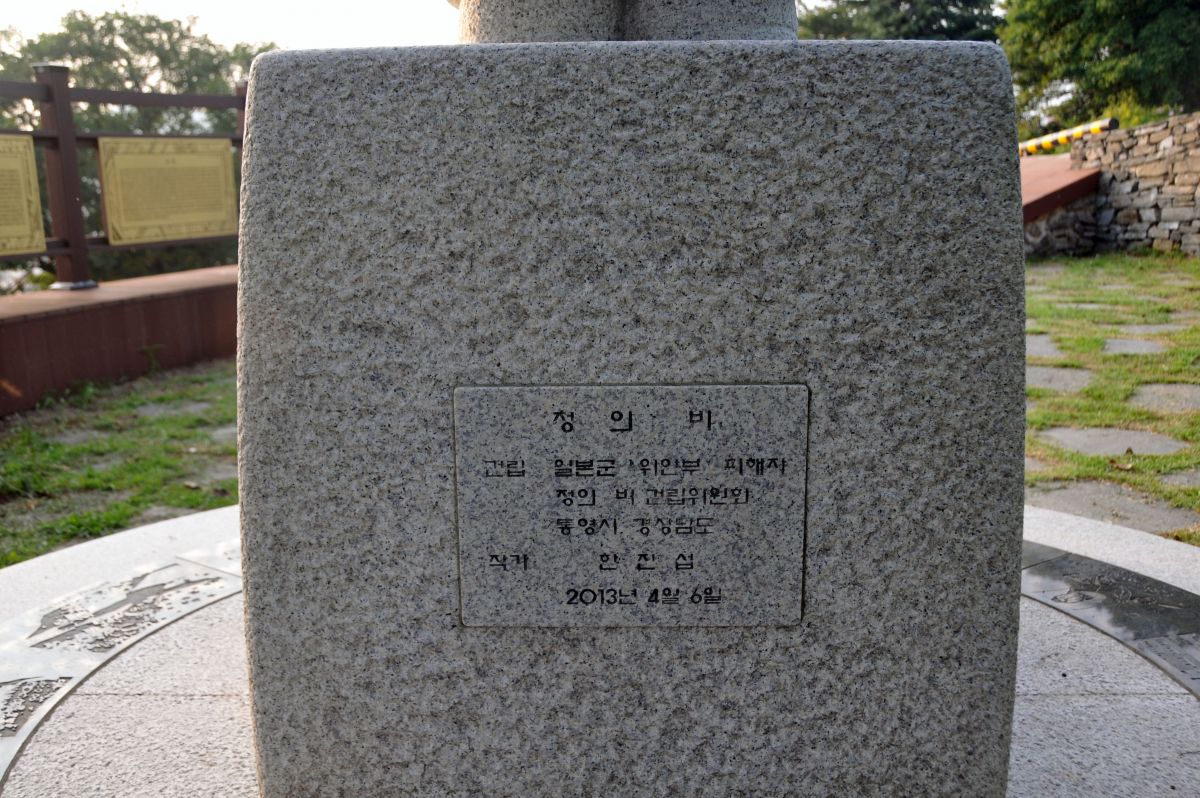 정 의 비
건립 일본군 '위안부' 피해자
정의 비 건립위원회
통영시 경상남도
작가 한 진 섭
2013년 4월 6일